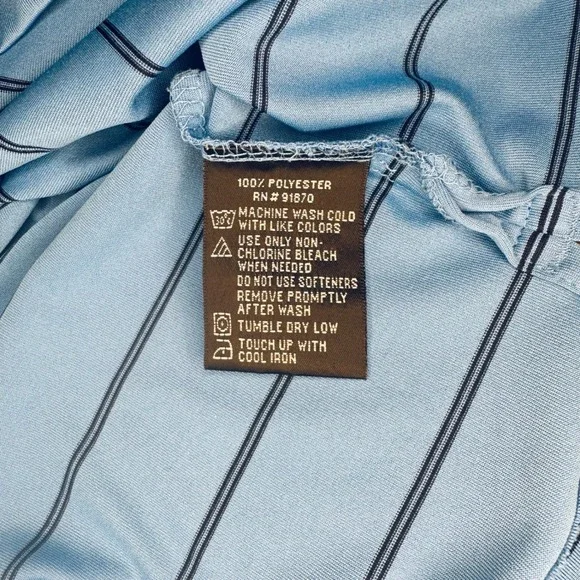 100% POLYESTER
RN# 91870
30°c MACHINE WASH COLD
WITH LIKE COLORS
USE ONLY NON-
CHLORINE BLEACH
WHEN NEEDED
DO NOT USE SOFTENERS
REMOVE PROMPTLY
AFTER WASH
TUMBLE DRY LOW
TOUCH UP WITH
COOL IRON